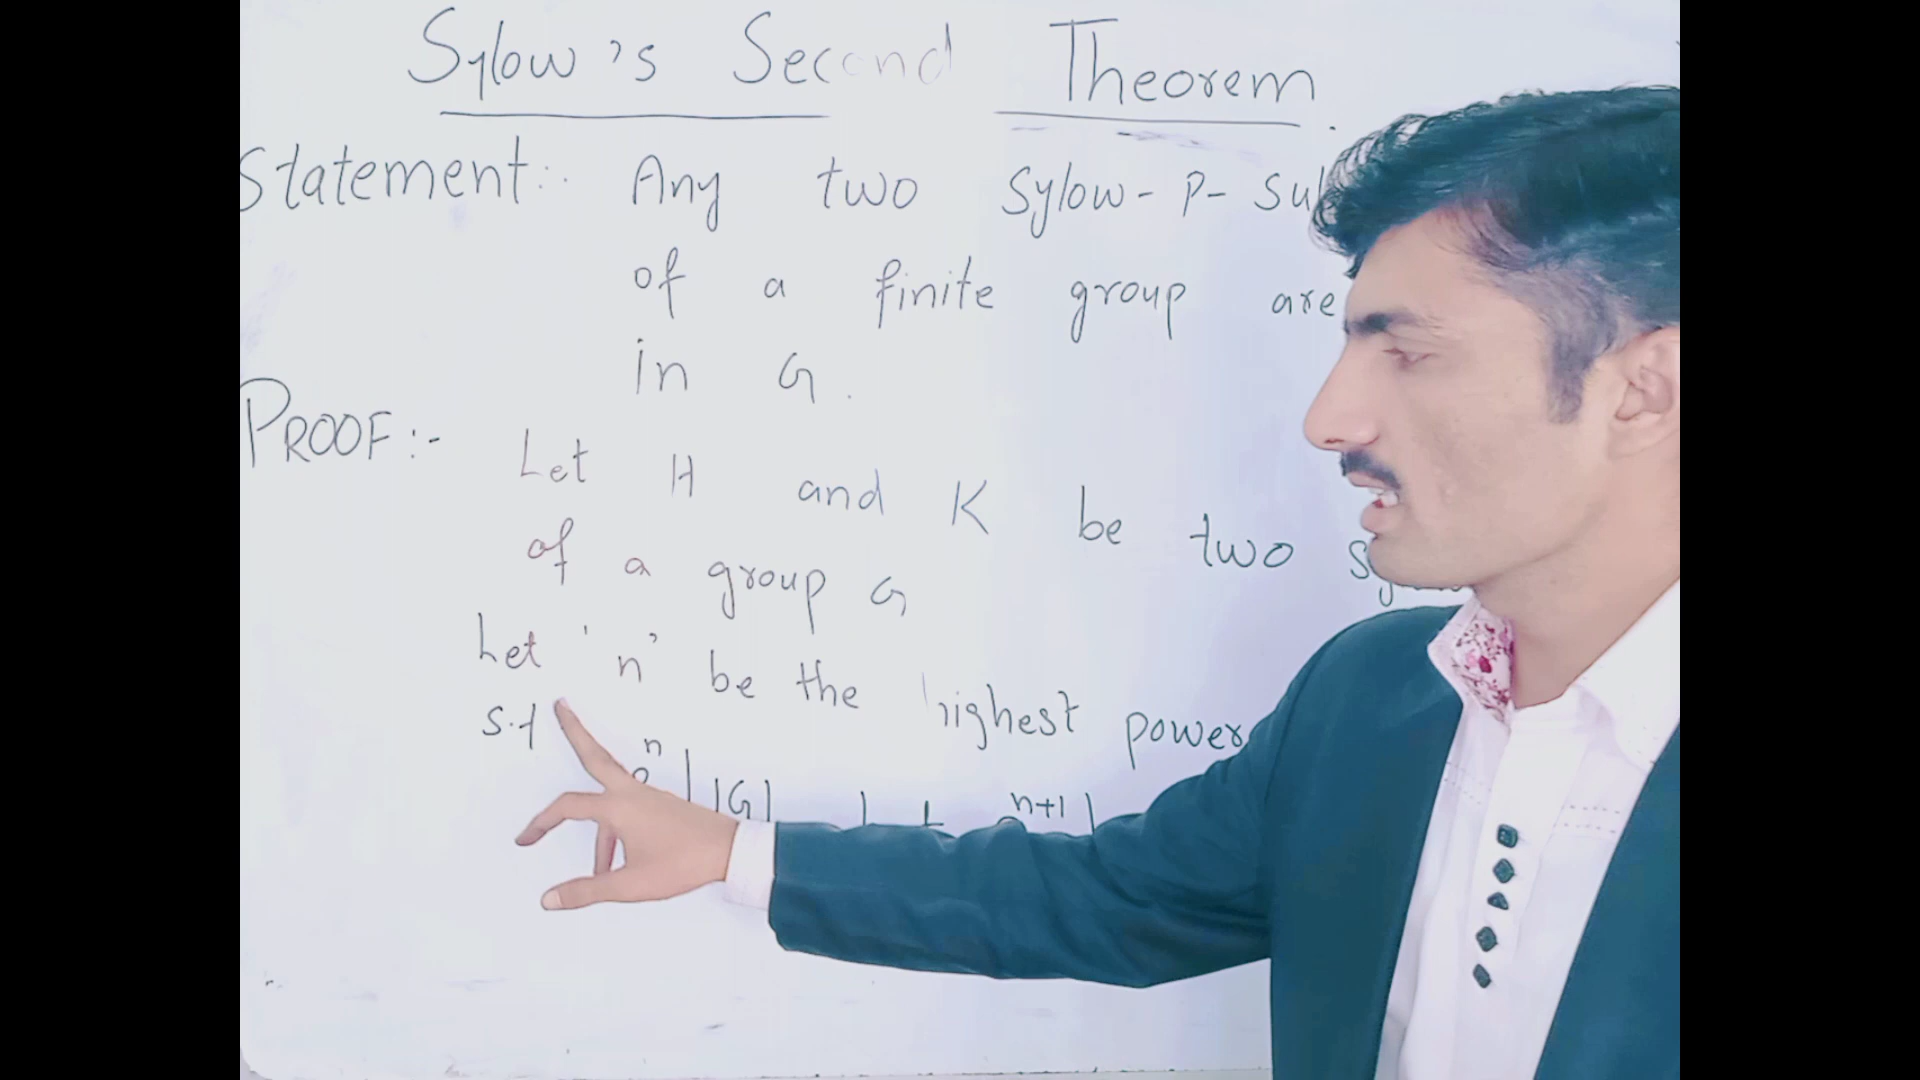 Sylow's Second Theorem.
Statement:- Any two Sylow-P-
of a finite group are
in G.
PROOF:- Let H and K be two
of a group G
Let 'n' be the highest power
s.t
n | |G| n+1 |